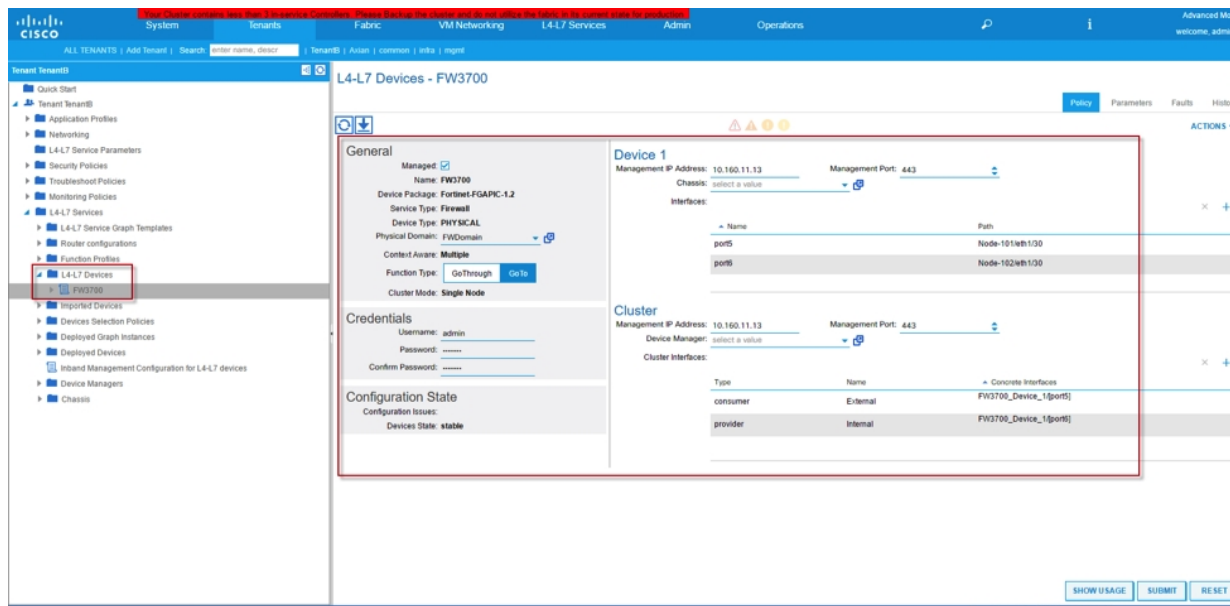 Your Cluster contains less than 3 in-service Controllers. Please Backup the cluster and do not utilize the fabric in its current state for production
CISCO
System Tenants Fabric VM Networking L4-L7 Services Admin Operations
i
Advanced Mo
welcome, admi
ALL TENANTS | Add Tenant | Search: enter name, descr | TenantB | Axian | common | infra | mgmt
Tenant TenantB
Quick Start
Tenant TenantB
Application Profiles
Networking
L4-L7 Service Parameters
Security Policies
Troubleshoot Policies
Monitoring Policies
L4-L7 Services
L4-L7 Service Graph Templates
Router configurations
Function Profiles
L4-L7 Devices
FW3700
Imported Devices
Devices Selection Policies
Deployed Graph Instances
Deployed Devices
Inband Management Configuration for L4-L7 devices
Device Managers
Chassis
L4-L7 Devices - FW3700
Policy Parameters Faults Histo
ACTIONS
General
Managed:
Name: FW3700
Device Package: Fortinet-FGAPIC-1.2
Service Type: Firewall
Device Type: PHYSICAL
Physical Domain: FWDomain
Context Aware: Multiple
Function Type: GoThrough GoTo
Cluster Mode: Single Node
Credentials
Username: admin
Password: -------
Confirm Password: -------
Configuration State
Configuration Issues:
Devices State: stable
Device 1
Management IP Address: 10.160.11.13 Management Port: 443
Chassis: select a value
Interfaces:
Name Path
port5 Node-101/eth1/30
port6 Node-102/eth1/30
Cluster
Management IP Address: 10.160.11.13 Management Port: 443
Device Manager: select a value
Cluster Interfaces:
Type Name Concrete Interfaces
consumer External FW3700_Device_1/[port5]
provider Internal FW3700_Device_1/[port6]
SHOW USAGE SUBMIT RESET